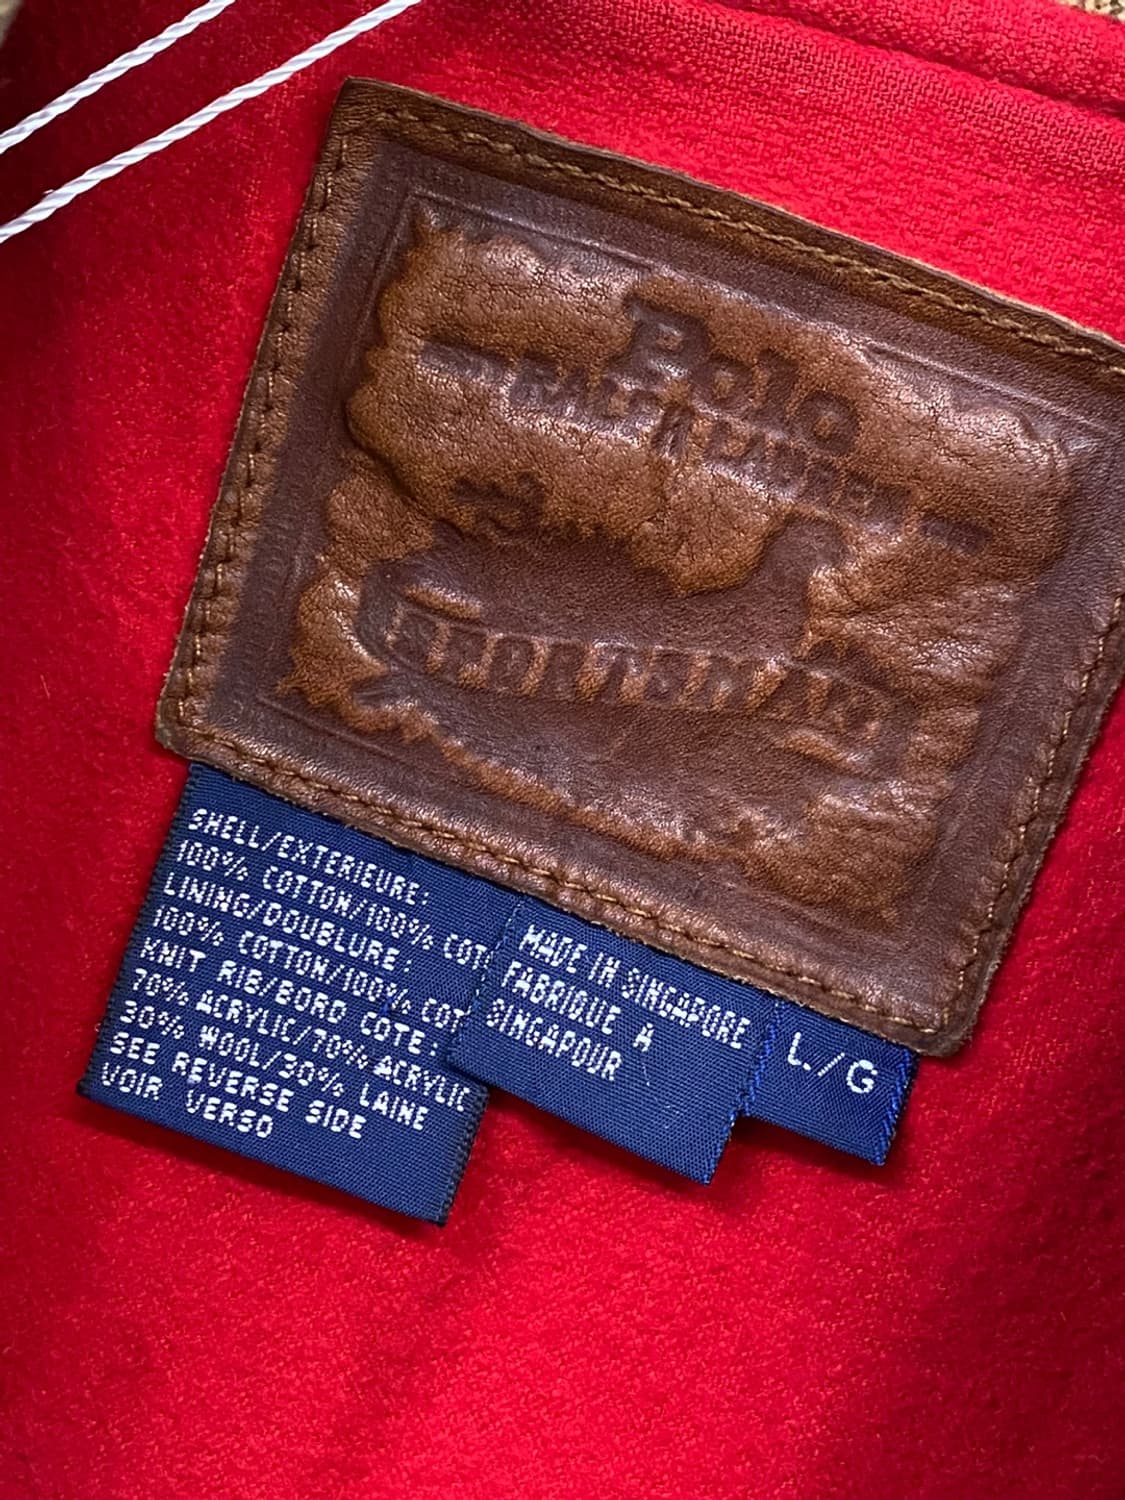 Polo
BY RALPH LAUREN
SPORTSMAN
SHELL/EXTERIEURE:
100% COTTON/100% COT
LINING/DOUBLURE:
100% COTTON/100% COT
KNIT RIB/BORD COTE:
70% ACRYLIC/70% ACRYLIC
30% WOOL/30% LAINE
SEE REVERSE SIDE
VOIR VERSO
MADE IN SINGAPORE
FABRIQUE A
SINGAPOUR
L/G